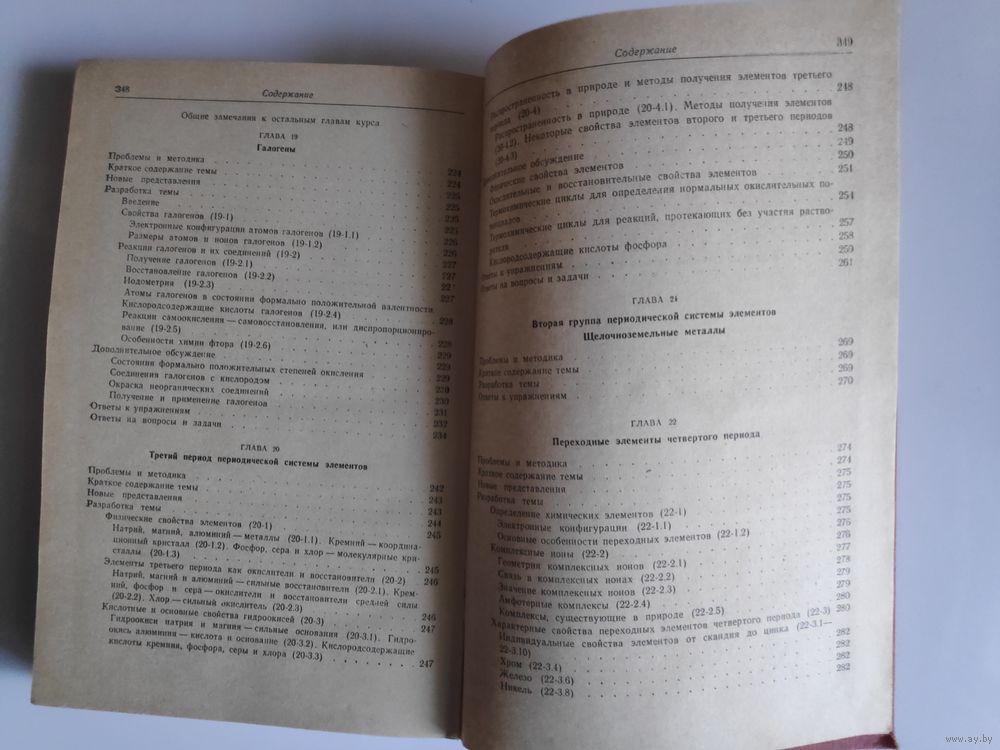 348
Содержание
Общие замечания к остальным главам курса
ГЛАВА 19
Галогены
Проблемы и методика 224
Краткое содержание темы 224
Новые представления 225
Разработка темы 225
Введение 225
Свойства галогенов (19-1) 225
Электронные конфигурации атомов галогенов (19-1.1) 226
Размеры атомов и ионов галогенов (19-1.2) 226
Реакции галогенов и их соединений (19-2) 227
Получение галогенов (19-2.1) 227
Восстановление галогенов (19-2.2)
Иодометрия (19-2.3) 227
Атомы галогенов в состоянии формально положительной валентности
Кислородсодержащие кислоты галогенов (19-2.4) 228
Реакции самоокисления — самовосстановления, или диспропорциониро-
вание (19-2.5) 228
Особенности химии фтора (19-2.6) 229
Дополнительное обсуждение 229
Состояния формально положительных степеней окисления 229
Соединения галогенов с кислородом 229
Окраска неорганических соединений 230
Получение и применение галогенов 231
Ответы к упражнениям 232
Ответы на вопросы и задачи 234
ГЛАВА 20
Третий период периодической системы элементов
Проблемы и методика 242
Краткое содержание темы 243
Новые представления 243
Разработка темы 244
Физические свойства элементов (20-1) 245
Натрий, магний, алюминий — металлы (20-1.1). Кремний — координа-
ционный кристалл (20-1.2). Фосфор, сера и хлор — молекулярные кри-
сталлы (20-1.3) 245
Элементы третьего периода как окислители и восстановители (20-2) 246
Натрий, магний и алюминий — сильные восстановители (20-2.1). Крем-
ний, фосфор и сера — окислители и восстановители средней силы
(20-2.2). Хлор — сильный окислитель (20-2.3) 246
Кислотные и основные свойства гидроокисей (20-3) 247
Гидроокиси натрия и магния — сильные основания (20-3.1). Гидро-
окись алюминия — кислота и основание (20-3.2). Кислородсодержащие
кислоты кремния, фосфора, серы и хлора (20-3.3) 247
Содержание
349
Распространенность в природе и методы получения элементов третьего
периода (20-4) 248
Распространенность в природе (20-4.1). Методы получения элементов
(20-4.2). Некоторые свойства элементов второго и третьего периодов
(20-4.3) 248
Дополнительное обсуждение 249
Физические свойства элементов 250
Окислительные и восстановительные свойства элементов 251
Термохимические циклы для определения нормальных окислительных по-
тенциалов 254
Термохимические циклы для реакций, протекающих без участия раство-
рителя 257
Кислородсодержащие кислоты фосфора 258
Ответы к упражнениям 259
Ответы на вопросы и задачи 261
ГЛАВА 21
Вторая группа периодической системы элементов
Щелочноземельные металлы
Проблемы и методика 269
Краткое содержание темы 269
Разработка темы 269
Ответы к упражнениям 270
ГЛАВА 22
Переходные элементы четвертого периода
Проблемы и методика 274
Краткое содержание темы 274
Новые представления 275
Разработка темы 275
Определение химических элементов (22-1) 275
Электронные конфигурации (22-1.1) 276
Основные особенности переходных элементов (22-1.2) 276
Комплексные ионы (22-2) 277
Геометрия комплексных ионов (22-2.1) 278
Связь в комплексных ионах (22-2.2) 279
Значение комплексных ионов (22-2.3) 279
Амфотерные комплексы (22-2.4) 280
Комплексы, существующие в природе (22-2.5) 280
Характерные свойства переходных элементов четвертого периода (22-3)
Индивидуальные свойства элементов от скандия до цинка (22-3.1—
22-3.10) 282
Хром (22-3.4) 282
Железо (22-3.6) 282
Никель (22-3.8)
www.ay.by